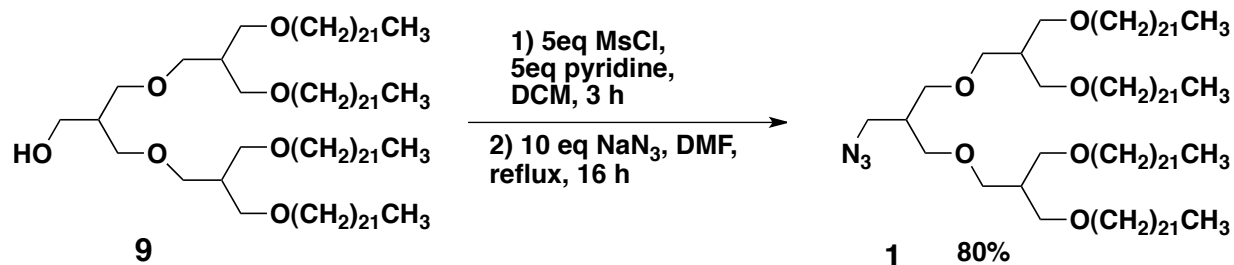 O(CH₂)₂₁CH₃
O(CH₂)₂₁CH₃
O
HO
O
O(CH₂)₂₁CH₃
O(CH₂)₂₁CH₃
9
1) 5eq MsCl,
5eq pyridine,
DCM, 3 h
2) 10 eq NaN₃, DMF,
reflux, 16 h
O(CH₂)₂₁CH₃
O(CH₂)₂₁CH₃
O
N₃
O
O(CH₂)₂₁CH₃
O(CH₂)₂₁CH₃
1 80%